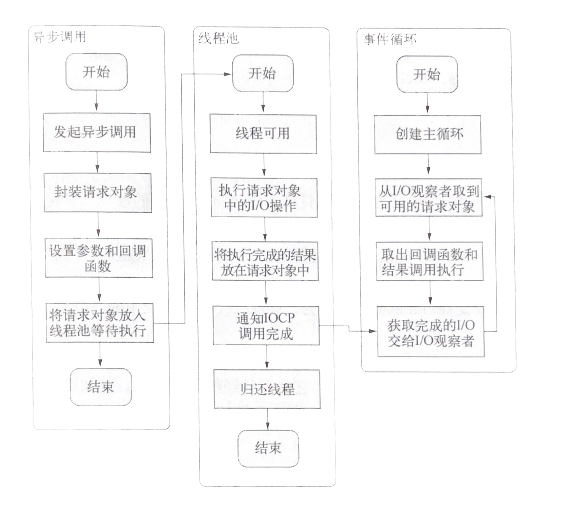 异步调用
开始
发起异步调用
封装请求对象
设置参数和回调
函数
将请求对象放入
线程池等待执行
结束
线程池
开始
线程可用
执行请求对象
中的I/O操作
将执行完成的结果
放在请求对象中
通知IOCP
调用完成
归还线程
结束
事件循环
开始
创建主循环
从I/O观察者取到
可用的请求对象
取出回调函数和
结果调用执行
获取完成的I/O
交给I/O观察者